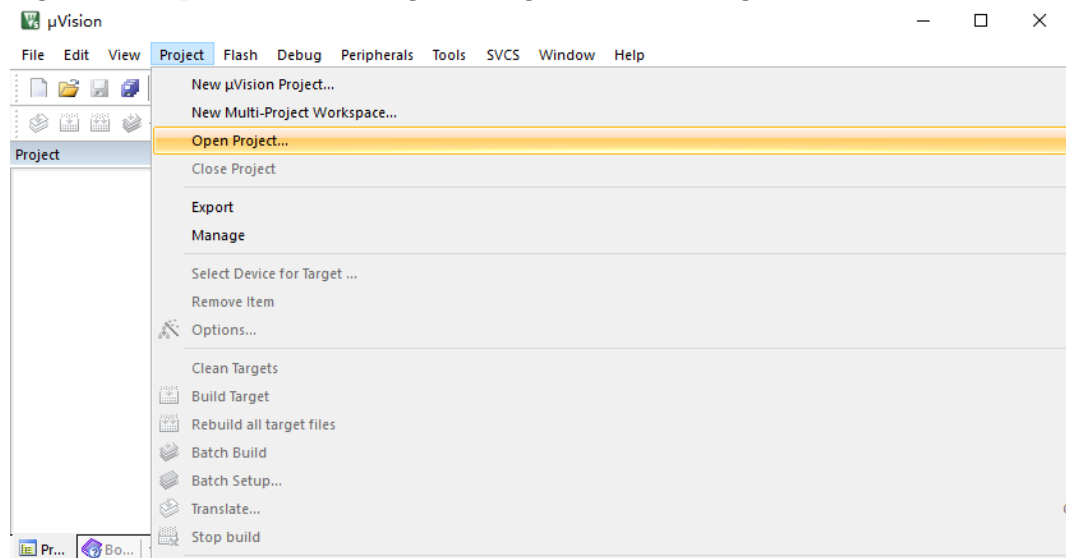 µVision
File Edit View Project Flash Debug Peripherals Tools SVCS Window Help
New µVision Project...
New Multi-Project Workspace...
Open Project...
Project
Close Project
Export
Manage
Select Device for Target ...
Remove Item
Options...
Clean Targets
Build Target
Rebuild all target files
Batch Build
Batch Setup...
Translate...
Stop build
Pr... Bo...